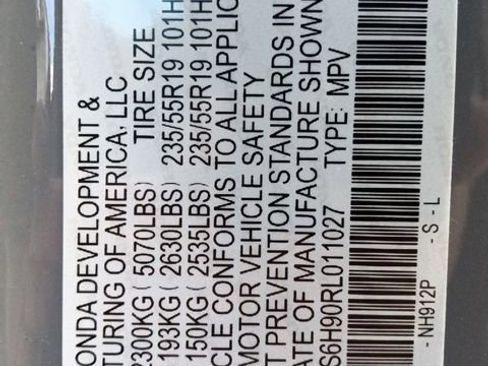 ONDA DEVELOPMENT &
TURING OF AMERICA, LLC
2300KG ( 5070LBS) TIRE SIZE
193KG ( 2630LBS) 235/55R19 101H
150KG ( 2535LBS) 235/55R19 101H
CLE CONFORMS TO ALL APPLIC
MOTOR VEHICLE SAFETY
T PREVENTION STANDARDS IN
ATE OF MANUFACTURE SHOWN
S6H90RL011027 TYPE: MPV
- NH912P - S - L